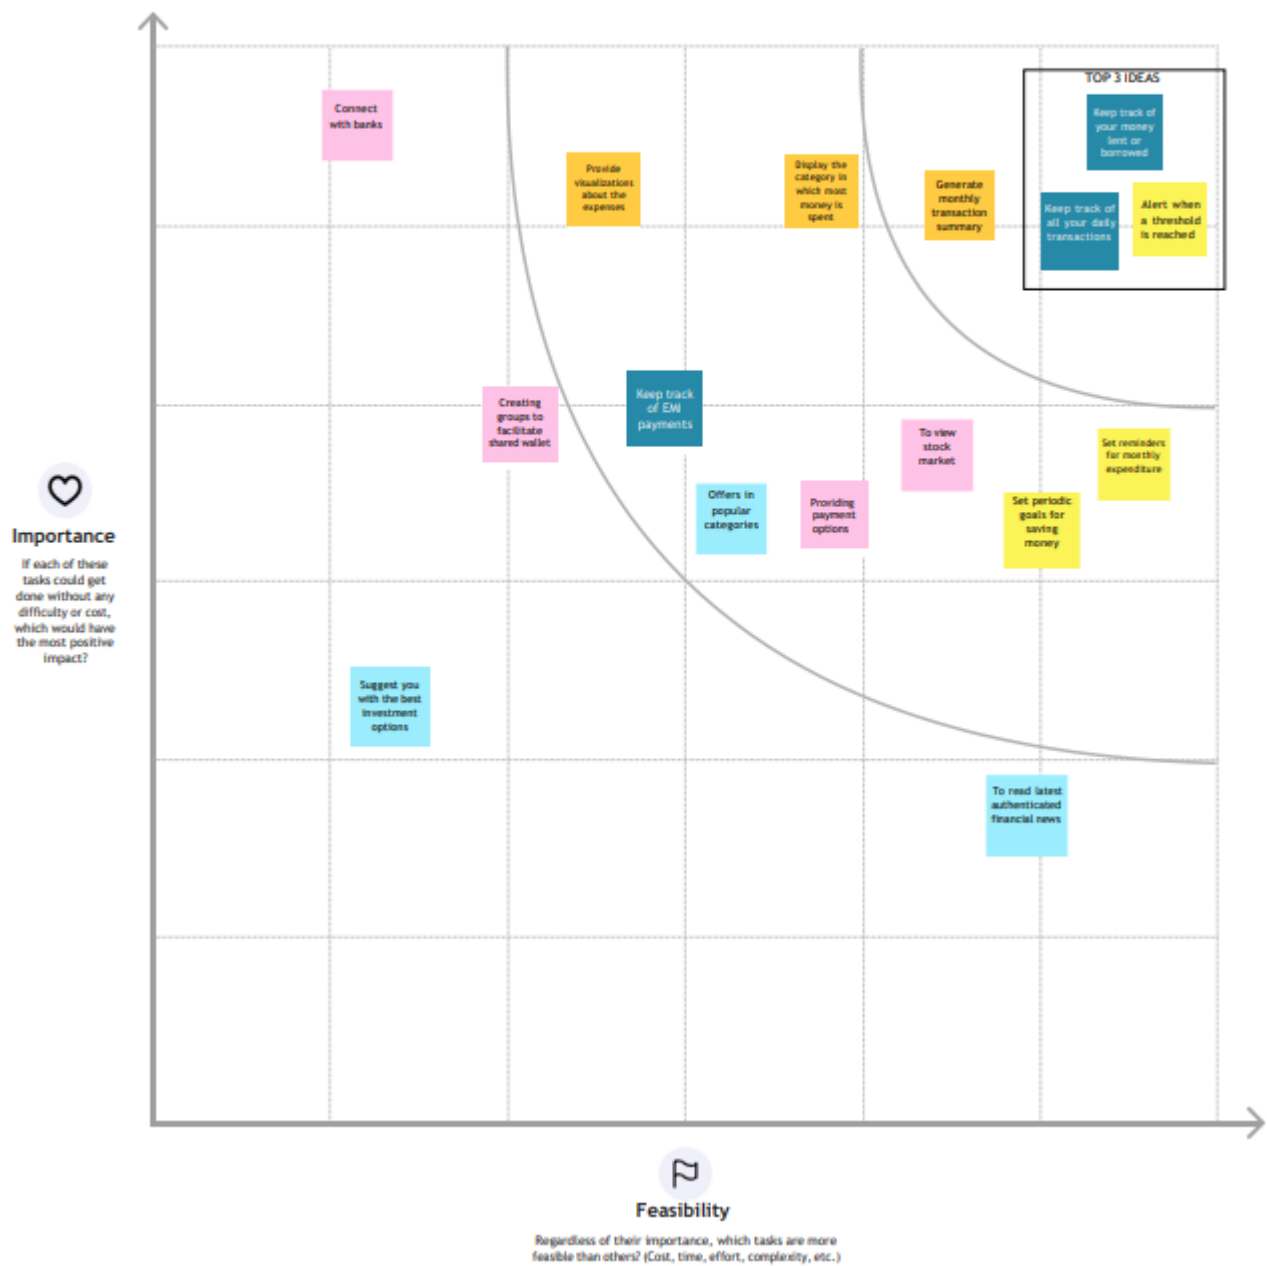 TOP 3 IDEAS
Connect
with banks
Provide
visualizations
about the
expenses
Display the
category in
which most
money is
spent
Generate
monthly
transaction
summary
Keep track of
your money
lent or
borrowed
Keep track of
all your daily
transactions
Alert when
a threshold
is reached
Creating
groups to
facilitate
shared wallet
Keep track
of EMI
payments
To view
stock
market
Set reminders
for monthly
expenditure
Offers in
popular
categories
Providing
payment
options
Set periodic
goals for
saving
money
Importance
If each of these
tasks could get
done without any
difficulty or cost,
which would have
the most positive
impact?
Suggest you
with the best
investment
options
To read latest
authenticated
financial news
Feasibility
Regardless of their importance, which tasks are more
feasible than others? (Cost, time, effort, complexity, etc.)